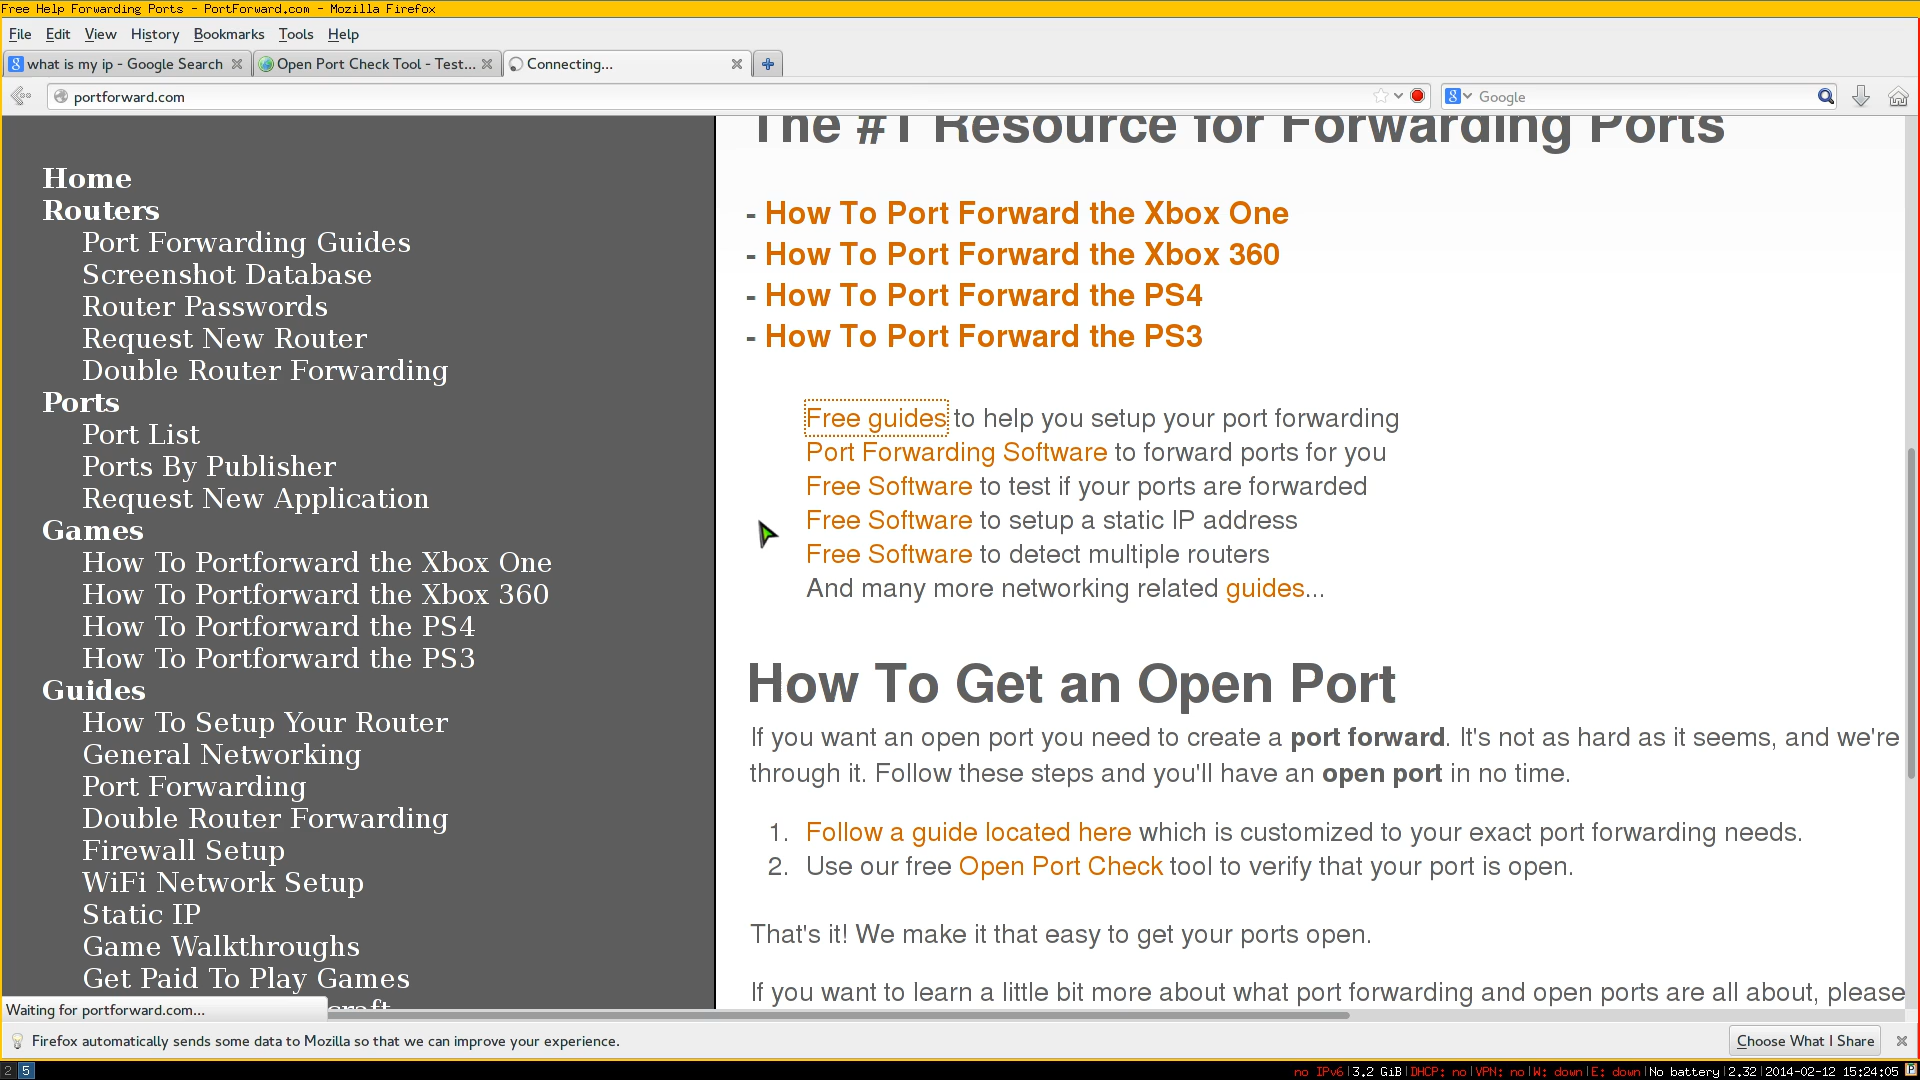 Free Help Forwarding Ports - PortForward.com - Mozilla Firefox
File Edit View History Bookmarks Tools Help
what is my ip - Google Search
Open Port Check Tool - Test...
Connecting...
portforward.com
8 Google
Home
Routers
Port Forwarding Guides
Screenshot Database
Router Passwords
Request New Router
Double Router Forwarding
Ports
Port List
Ports By Publisher
Request New Application
Games
How To Portforward the Xbox One
How To Portforward the Xbox 360
How To Portforward the PS4
How To Portforward the PS3
Guides
How To Setup Your Router
General Networking
Port Forwarding
Double Router Forwarding
Firewall Setup
WiFi Network Setup
Static IP
Game Walkthroughs
Get Paid To Play Games
The #1 Resource for Forwarding Ports
- How To Port Forward the Xbox One
- How To Port Forward the Xbox 360
- How To Port Forward the PS4
- How To Port Forward the PS3
Free guides to help you setup your port forwarding
Port Forwarding Software to forward ports for you
Free Software to test if your ports are forwarded
Free Software to setup a static IP address
Free Software to detect multiple routers
And many more networking related guides...
How To Get an Open Port
If you want an open port you need to create a port forward. It's not as hard as it seems, and we're
through it. Follow these steps and you'll have an open port in no time.
1. Follow a guide located here which is customized to your exact port forwarding needs.
2. Use our free Open Port Check tool to verify that your port is open.
That's it! We make it that easy to get your ports open.
If you want to learn a little bit more about what port forwarding and open ports are all about, please
Waiting for portforward.com...
Firefox automatically sends some data to Mozilla so that we can improve your experience.
Choose What I Share
2 5
no IPv6|3.2 GiB|DHCP: no|VPN: no|W: down|E: down|No battery|2.32|2014-02-12 15:24:05